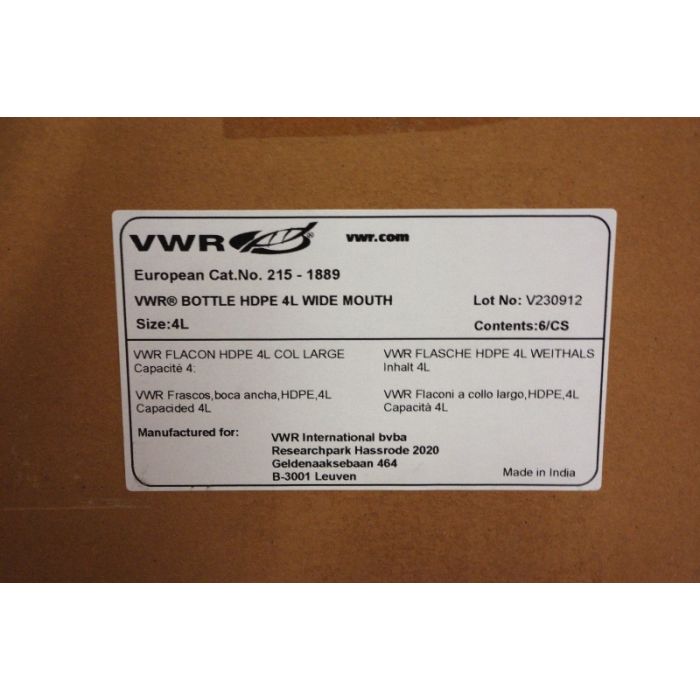 VWR® vwr.com
European Cat.No. 215 - 1889
VWR® BOTTLE HDPE 4L WIDE MOUTH Lot No: V230912
Size:4L Contents:6/CS
VWR FLACON HDPE 4L COL LARGE
Capacité 4:
VWR FLASCHE HDPE 4L WEITHALS
Inhalt 4L
VWR Frascos,boca ancha,HDPE,4L
Capacided 4L
VWR Flaconi a collo largo,HDPE,4L
Capacità 4L
Manufactured for:
VWR International bvba
Researchpark Hassrode 2020
Geldenaaksebaan 464
B-3001 Leuven
Made in India